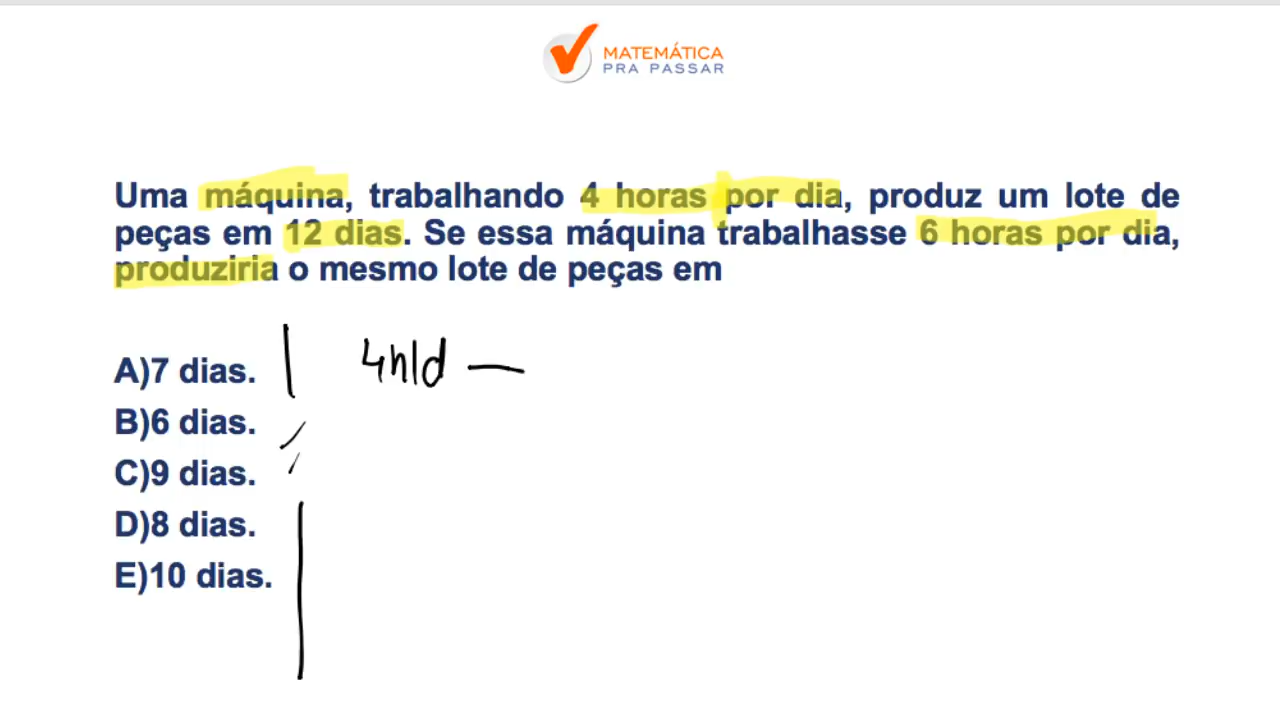 MATEMÁTICA
PRA PASSAR
Uma máquina, trabalhando 4 horas por dia, produz um lote de
peças em 12 dias. Se essa máquina trabalhasse 6 horas por dia,
produziria o mesmo lote de peças em
A)7 dias.
4h/d —
B)6 dias.
C)9 dias.
D)8 dias.
E)10 dias.